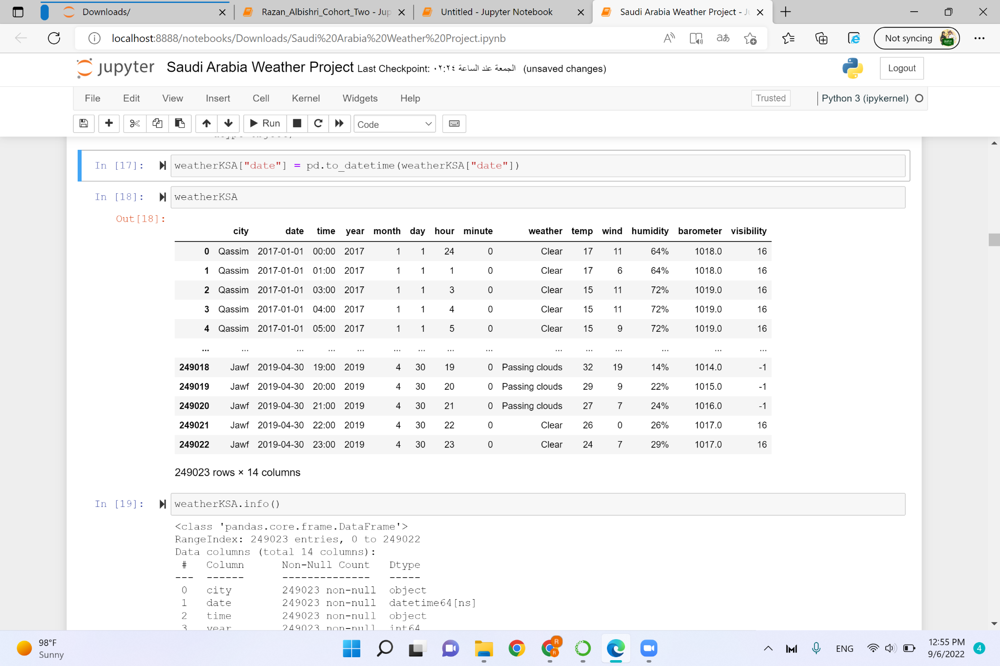 Downloads/
Razan_Albishri_Cohort_Two - Jup
Untitled - Jupyter Notebook
Saudi Arabia Weather Project - Ju
localhost:8888/notebooks/Downloads/Saudi%20Arabia%20Weather%20Project.ipynb
Not syncing
jupyter Saudi Arabia Weather Project Last Checkpoint: الجمعة عند الساعة ٠٢:٢٤ (unsaved changes)
Logout
File Edit View Insert Cell Kernel Widgets Help Trusted Python 3 (ipykernel)
Run Code
In [17]: weatherKSA["date"] = pd.to_datetime(weatherKSA["date"])
In [18]: weatherKSA
Out[18]:
city date time year month day hour minute weather temp wind humidity barometer visibility
0 Qassim 2017-01-01 00:00 2017 1 1 24 0 Clear 17 11 64% 1018.0 16
1 Qassim 2017-01-01 01:00 2017 1 1 1 0 Clear 17 6 64% 1018.0 16
2 Qassim 2017-01-01 03:00 2017 1 1 3 0 Clear 15 11 72% 1019.0 16
3 Qassim 2017-01-01 04:00 2017 1 1 4 0 Clear 15 11 72% 1019.0 16
4 Qassim 2017-01-01 05:00 2017 1 1 5 0 Clear 15 9 72% 1019.0 16
... ... ... ... ... ... ... ... ... ... ... ... ... ... ...
249018 Jawf 2019-04-30 19:00 2019 4 30 19 0 Passing clouds 32 19 14% 1014.0 -1
249019 Jawf 2019-04-30 20:00 2019 4 30 20 0 Passing clouds 29 9 22% 1015.0 -1
249020 Jawf 2019-04-30 21:00 2019 4 30 21 0 Passing clouds 27 7 24% 1016.0 -1
249021 Jawf 2019-04-30 22:00 2019 4 30 22 0 Clear 26 0 26% 1017.0 16
249022 Jawf 2019-04-30 23:00 2019 4 30 23 0 Clear 24 7 29% 1017.0 16
249023 rows × 14 columns
In [19]: weatherKSA.info()
<class 'pandas.core.frame.DataFrame'>
RangeIndex: 249023 entries, 0 to 249022
Data columns (total 14 columns):
# Column Non-Null Count Dtype
--- ------ -------------- -----
0 city 249023 non-null object
1 date 249023 non-null datetime64[ns]
2 time 249023 non-null object
3 year 249023 non-null int64
98°F
Sunny
ENG
12:55 PM
9/6/2022
4